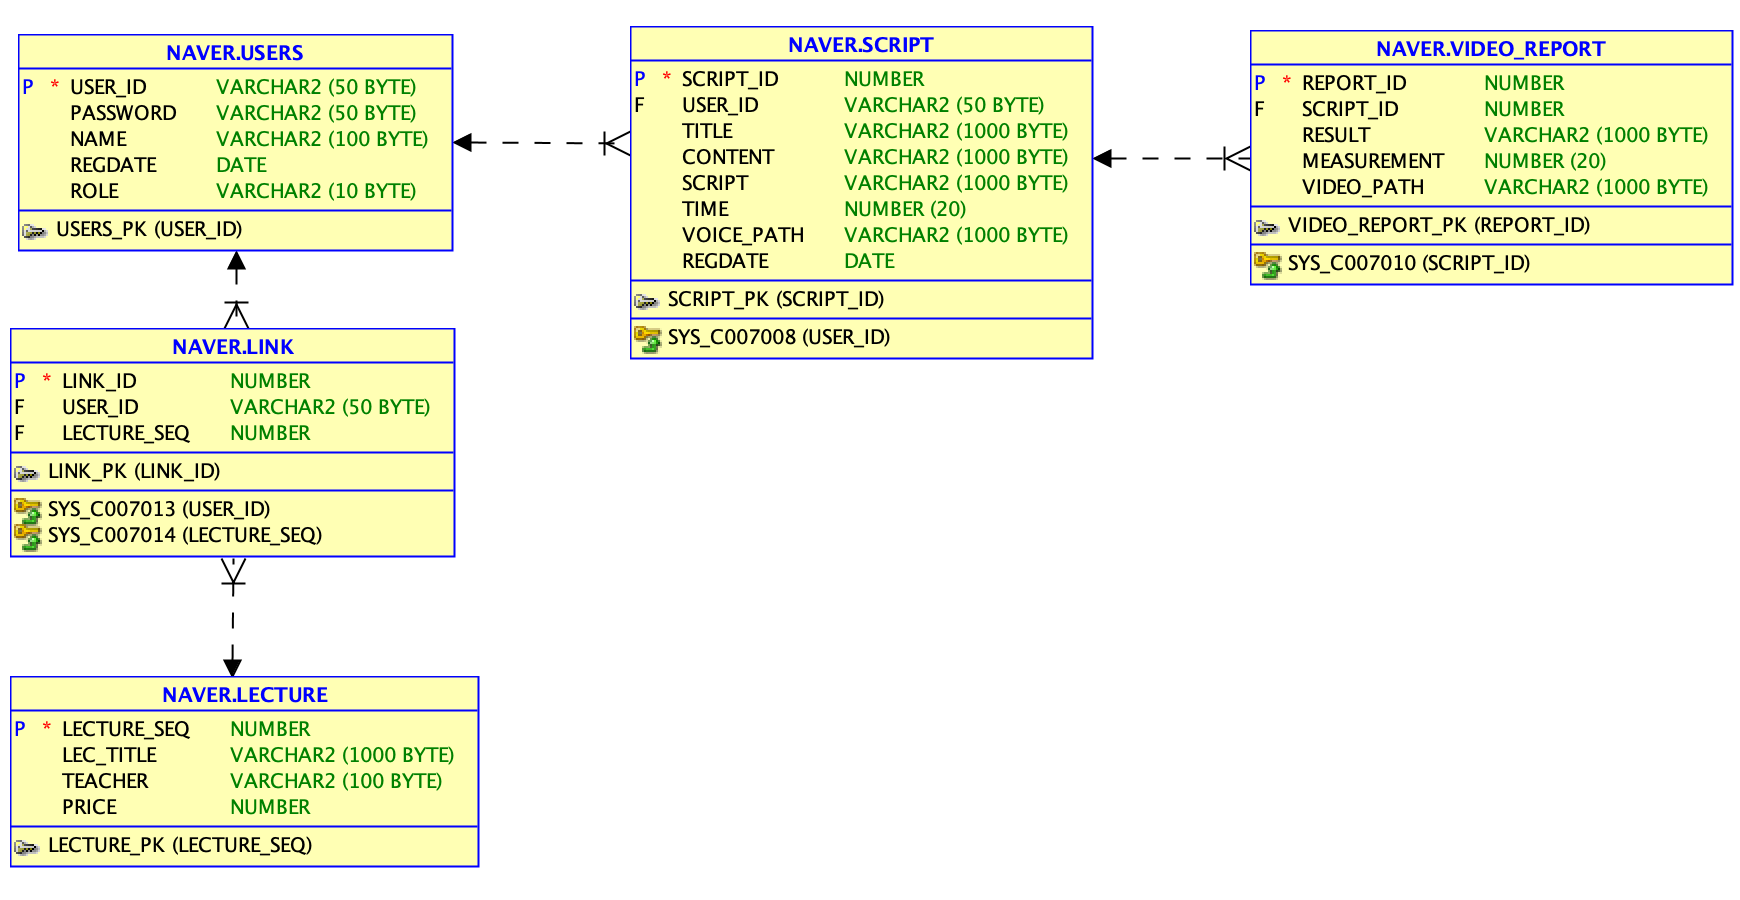 NAVER.USERS
P * USER_ID VARCHAR2 (50 BYTE)
PASSWORD VARCHAR2 (50 BYTE)
NAME VARCHAR2 (100 BYTE)
REGDATE DATE
ROLE VARCHAR2 (10 BYTE)
USERS_PK (USER_ID)
NAVER.SCRIPT
P * SCRIPT_ID NUMBER
F USER_ID VARCHAR2 (50 BYTE)
TITLE VARCHAR2 (1000 BYTE)
CONTENT VARCHAR2 (1000 BYTE)
SCRIPT VARCHAR2 (1000 BYTE)
TIME NUMBER (20)
VOICE_PATH VARCHAR2 (1000 BYTE)
REGDATE DATE
SCRIPT_PK (SCRIPT_ID)
SYS_C007008 (USER_ID)
NAVER.VIDEO_REPORT
P * REPORT_ID NUMBER
F SCRIPT_ID NUMBER
RESULT VARCHAR2 (1000 BYTE)
MEASUREMENT NUMBER (20)
VIDEO_PATH VARCHAR2 (1000 BYTE)
VIDEO_REPORT_PK (REPORT_ID)
SYS_C007010 (SCRIPT_ID)
NAVER.LINK
P * LINK_ID NUMBER
F USER_ID VARCHAR2 (50 BYTE)
F LECTURE_SEQ NUMBER
LINK_PK (LINK_ID)
SYS_C007013 (USER_ID)
SYS_C007014 (LECTURE_SEQ)
NAVER.LECTURE
P * LECTURE_SEQ NUMBER
LEC_TITLE VARCHAR2 (1000 BYTE)
TEACHER VARCHAR2 (100 BYTE)
PRICE NUMBER
LECTURE_PK (LECTURE_SEQ)